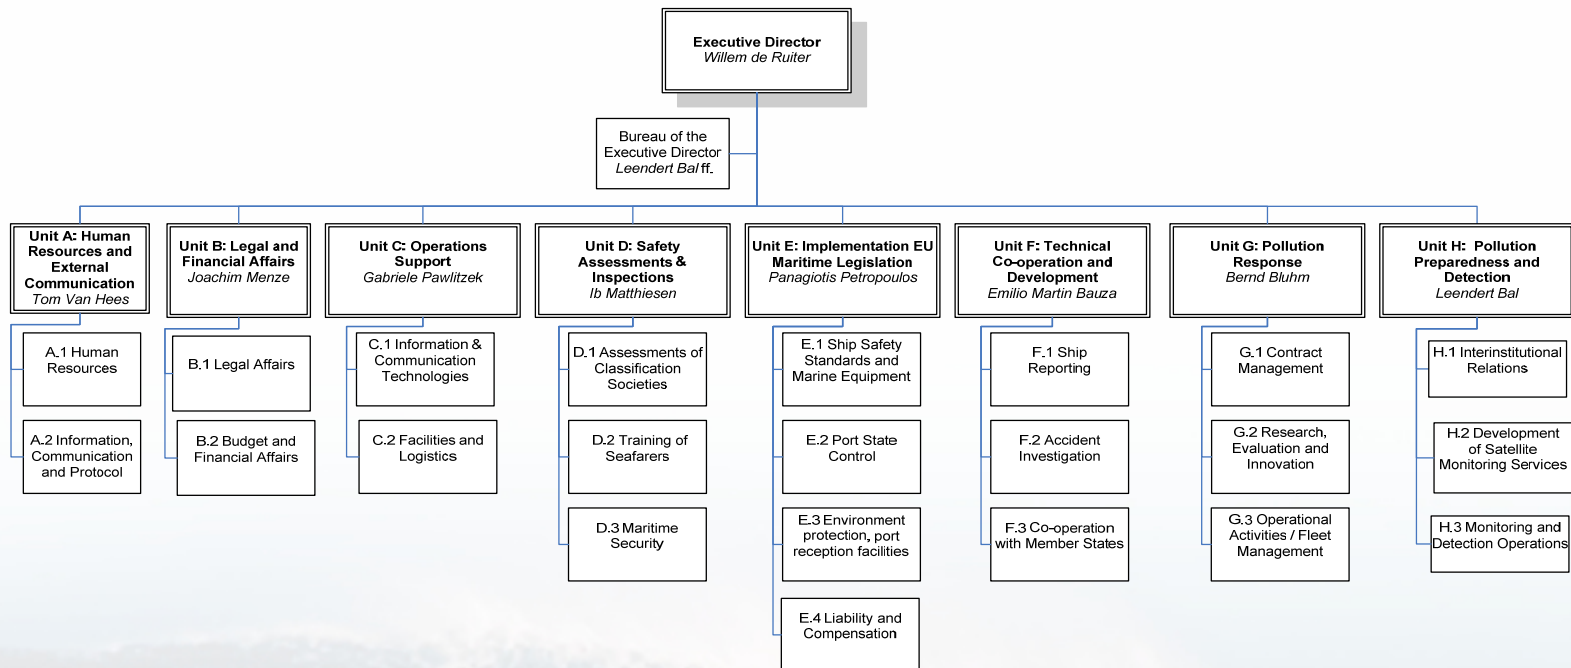 Executive Director
Willem de Ruiter
Bureau of the
Executive Director
Leendert Bal ff.
Unit A: Human
Resources and
External
Communication
Tom Van Hees
Unit B: Legal and
Financial Affairs
Joachim Menze
Unit C: Operations
Support
Gabriele Pawlitzek
Unit D: Safety
Assessments &
Inspections
Ib Matthiesen
Unit E: Implementation EU
Maritime Legislation
Panagiotis Petropoulos
Unit F: Technical
Co-operation and
Development
Emilio Martin Bauza
Unit G: Pollution
Response
Bernd Bluhm
Unit H: Pollution
Preparedness and
Detection
Leendert Bal
A.1 Human
Resources
A.2 Information,
Communication
and Protocol
B.1 Legal Affairs
B.2 Budget and
Financial Affairs
C.1 Information &
Communication
Technologies
C.2 Facilities and
Logistics
D.1 Assessments of
Classification
Societies
D.2 Training of
Seafarers
D.3 Maritime
Security
E.1 Ship Safety
Standards and
Marine Equipment
E.2 Port State
Control
E.3 Environment
protection, port
reception facilities
E.4 Liability and
Compensation
F.1 Ship
Reporting
F.2 Accident
Investigation
F.3 Co-operation
with Member States
G.1 Contract
Management
G.2 Research,
Evaluation and
Innovation
G.3 Operational
Activities / Fleet
Management
H.1 Interinstitutional
Relations
H.2 Development
of Satellite
Monitoring Services
H.3 Monitoring and
Detection Operations